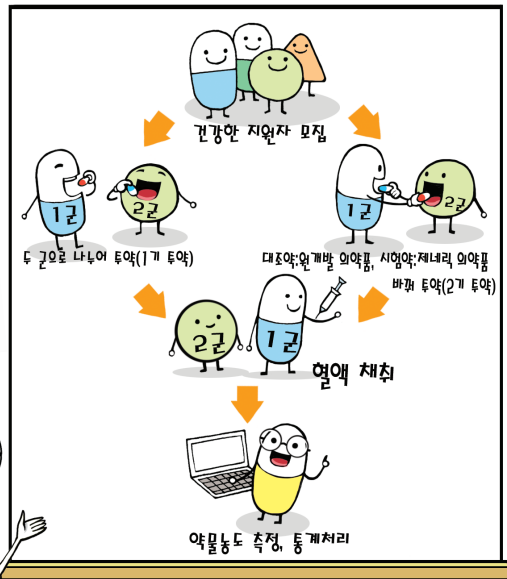 건강한 지원자 모집
1군
2군
1군
2군
두 군으로 나누어 투약(1기 투약)
대조약:원개발 의약품, 시험약:제네릭 의약품
바꿔 투약(2기 투약)
2군
1군
혈액 채취
약물농도 측정, 통계처리